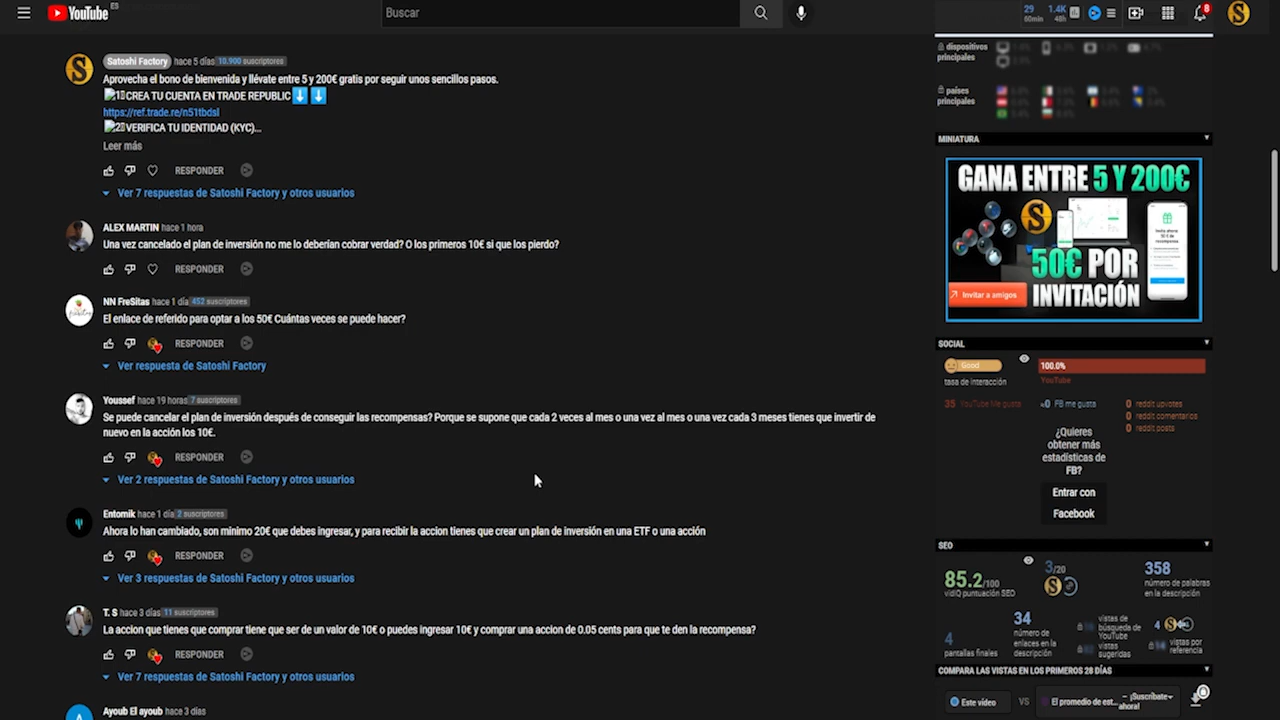 YouTube ES
Buscar
29
60min
1.4K
48h
8
Satoshi Factory hace 5 días 10.900 suscriptores
Aprovecha el bono de bienvenida y llévate entre 5 y 200€ gratis por seguir unos sencillos pasos.
CREA TU CUENTA EN TRADE REPUBLIC
https://ref.trade.re/n51tbdsl
VERIFICA TU IDENTIDAD (KYC)...
Leer más
RESPONDER
Ver 7 respuestas de Satoshi Factory y otros usuarios
ALEX MARTIN hace 1 hora
Una vez cancelado el plan de inversión no me lo deberían cobrar verdad? O los primeros 10€ si que los pierdo?
RESPONDER
NN FreSitas hace 1 día 452 suscriptores
El enlace de referido para optar a los 50€ Cuántas veces se puede hacer?
RESPONDER
Ver respuesta de Satoshi Factory
Youssef hace 19 horas 7 suscriptores
Se puede cancelar el plan de inversión después de conseguir las recompensas? Porque se supone que cada 2 veces al mes o una vez al mes o una vez cada 3 meses tienes que invertir de
nuevo en la acción los 10€.
RESPONDER
Ver 2 respuestas de Satoshi Factory y otros usuarios
Entomik hace 1 día 2 suscriptores
Ahora lo han cambiado, son minimo 20€ que debes ingresar, y para recibir la accion tienes que crear un plan de inversión en una ETF o una acción
RESPONDER
Ver 3 respuestas de Satoshi Factory y otros usuarios
T. S hace 3 días 11 suscriptores
La accion que tienes que comprar tiene que ser de un valor de 10€ o puedes ingresar 10€ y comprar una accion de 0.05 cents para que te den la recompensa?
RESPONDER
Ver 7 respuestas de Satoshi Factory y otros usuarios
Ayoub El ayoub hace 3 días
dispositivos
principales
países
principales
MINIATURA
GANA ENTRE 5 Y 200€
50€ POR
INVITACIÓN
Invitar a amigos
SOCIAL
Good
tasa de interacción
100.0%
YouTube
35 YouTube Me gusta
0 FB me gusta
0 reddit upvotes
0 reddit comentarios
0 reddit posts
¿Quieres
obtener más
estadísticas de
FB?
Entrar con
Facebook
SEO
85.2/100
vidIQ puntuación SEO
3/20
358
número de palabras
en la descripción
4
pantallas finales
34
número de
enlaces en la
descripción
vistas de
búsqueda de
YouTube
vistas
sugeridas
4
vistas por
referencia
COMPARA LAS VISTAS EN LOS PRIMEROS 28 DÍAS
Este vídeo
VS
El promedio de est...
¡Suscríbate
ahora!